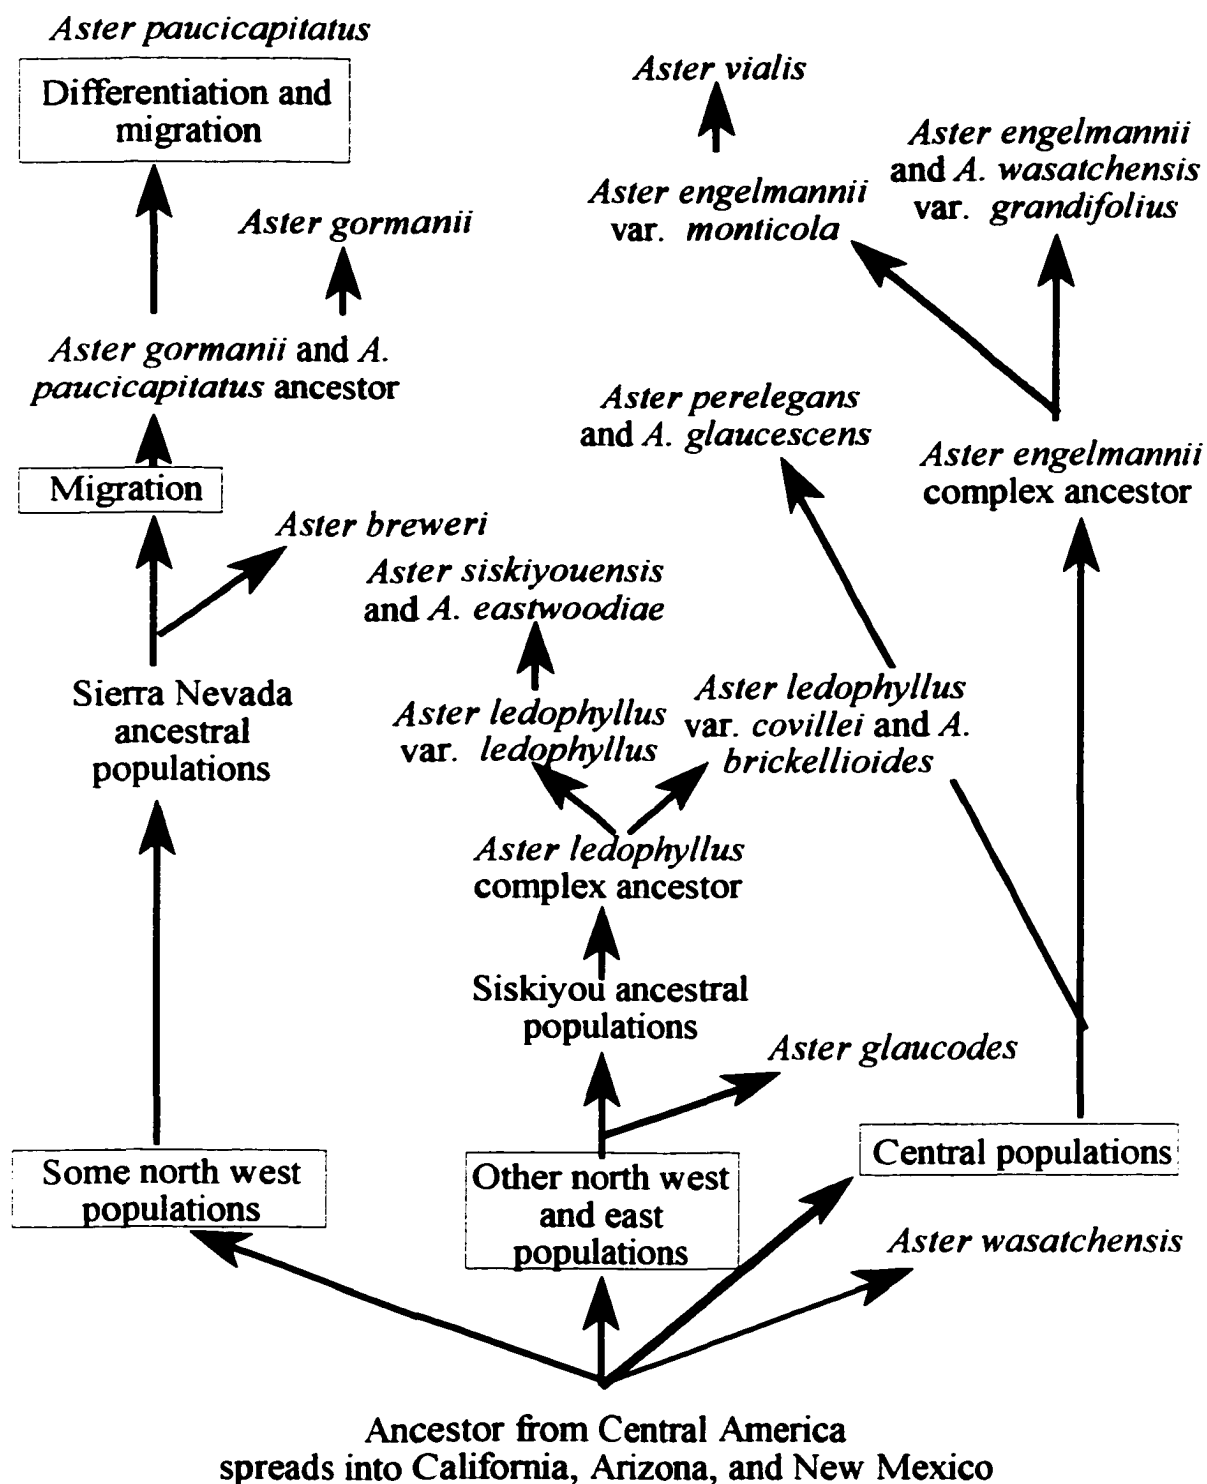 Aster paucicapitatus
Differentiation and
migration
Aster vialis
Aster engelmannii
and A. wasatchensis
var. grandifolius
Aster engelmannii
var. monticola
Aster gormanii
Aster gormanii and A.
paucicapitatus ancestor
Aster perelegans
and A. glaucescens
Aster engelmannii
complex ancestor
Migration
Aster breweri
Aster siskiyouensis
and A. eastwoodiae
Sierra Nevada
ancestral
populations
Aster ledophyllus
var. ledophyllus
Aster ledophyllus
var. covillei and A.
brickellioides
Aster ledophyllus
complex ancestor
Siskiyou ancestral
populations
Aster glaucodes
Some north west
populations
Other north west
and east
populations
Central populations
Aster wasatchensis
Ancestor from Central America
spreads into California, Arizona, and New Mexico